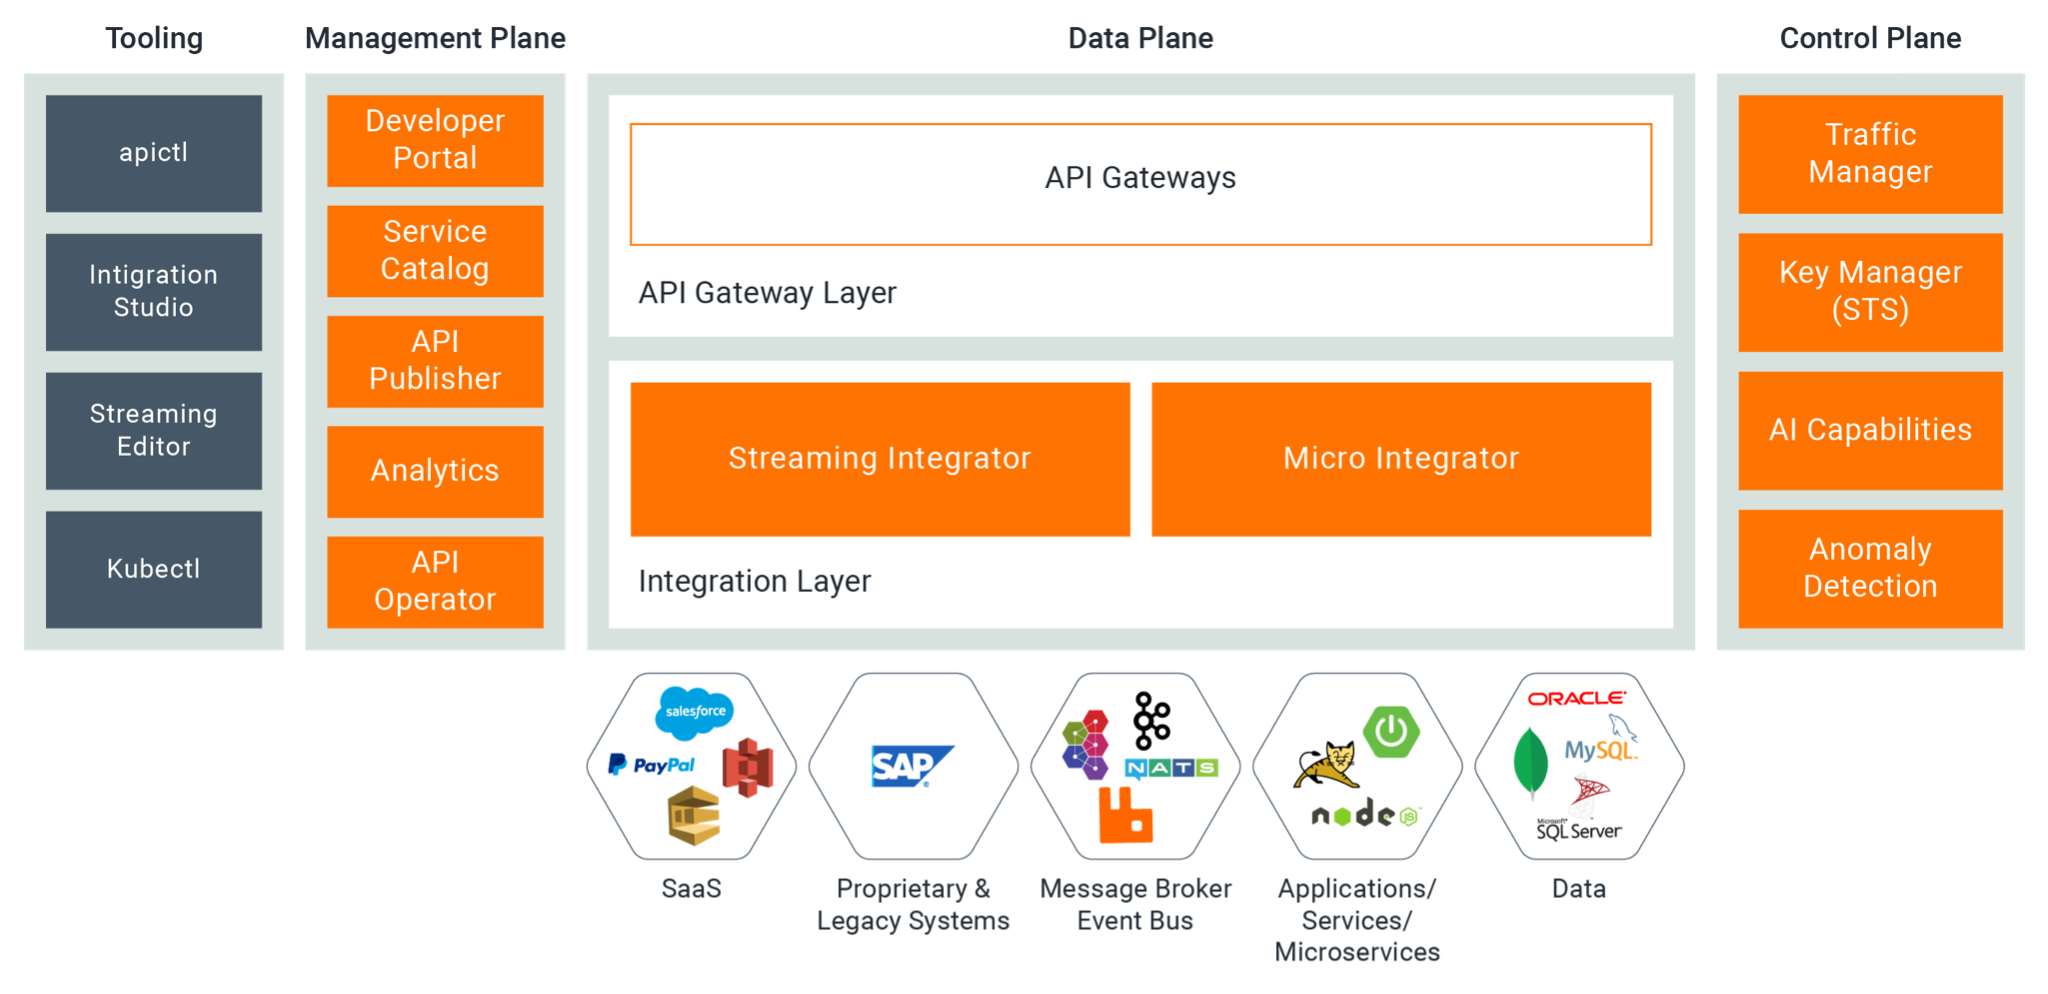 Tooling
Management Plane
Data Plane
Control Plane
apictl
Intigration
Studio
Streaming
Editor
Kubectl
Developer
Portal
Service
Catalog
API
Publisher
Analytics
API
Operator
API Gateways
API Gateway Layer
Streaming Integrator
Micro Integrator
Integration Layer
Traffic
Manager
Key Manager
(STS)
AI Capabilities
Anomaly
Detection
salesforce
PayPal
SaaS
SAP
Proprietary &
Legacy Systems
NATS
Message Broker
Event Bus
node
JS
Applications/
Services/
Microservices
ORACLE
MySQL
Microsoft
SQL Server
Data